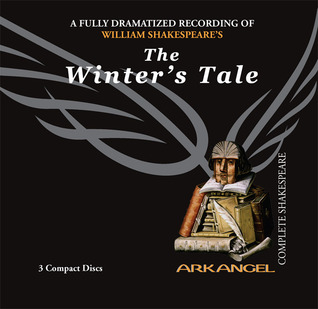 A FULLY DRAMATIZED RECORDING OF
WILLIAM SHAKESPEARE'S
The
Winter's Tale
COMPLETE SHAKESPEARE
3 Compact Discs
ARKANGEL